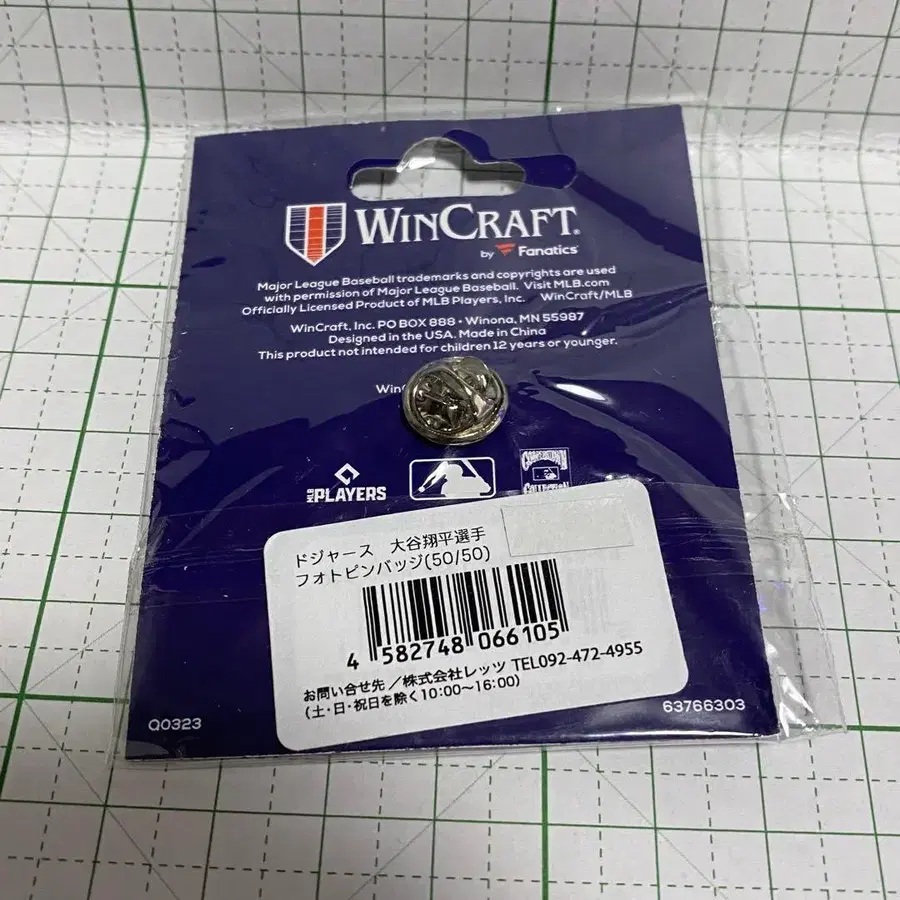 WINCRAFT®
by Fanatics
Major League Baseball trademarks and copyrights are used
with permission of Major League Baseball. Visit MLB.com
Officially Licensed Product of MLB Players, Inc. WinCraft/MLB
WinCraft, Inc. PO BOX 888 • Winona, MN 55987
Designed in the USA. Made in China
This product not intended for children 12 years or younger.
MLB PLAYERS
COOPERSTOWN
COLLECTION
ドジャース 大谷翔平選手
フォトピンバッジ(50/50)
4 582748 066105
お問い合せ先／株式会社レッツ TEL092-472-4955
(土・日・祝日を除く10:00～16:00)
Q0323
63766303